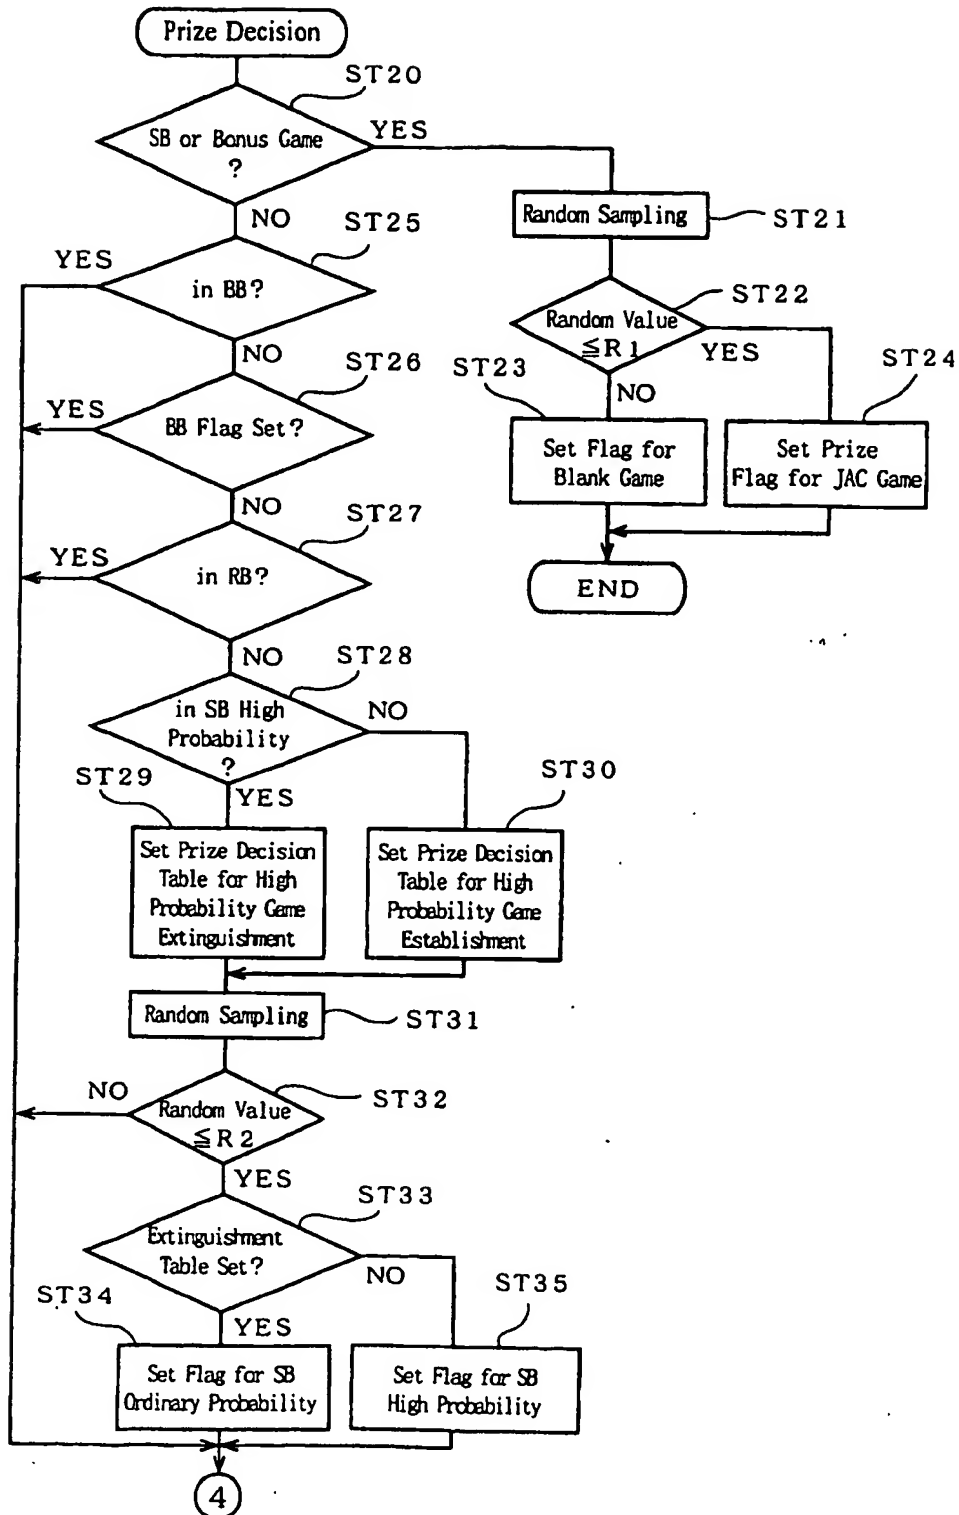 Prize Decision
ST20
SB or Bonus Game
?
YES
NO
Random Sampling
ST21
ST25
YES
in BB?
NO
ST22
Random Value
≦R1
YES
NO
ST23
ST24
Set Flag for
Blank Game
Set Prize
Flag for JAC Game
END
ST26
YES
BB Flag Set?
NO
ST27
YES
in RB?
NO
ST28
in SB High
Probability
?
NO
YES
ST29
ST30
Set Prize Decision
Table for High
Probability Game
Extinguishment
Set Prize Decision
Table for High
Probability Game
Establishment
Random Sampling
ST31
NO
Random Value
≦R2
ST32
YES
ST33
Extinguishment
Table Set?
NO
YES
ST34
ST35
Set Flag for SB
Ordinary Probability
Set Flag for SB
High Probability
4